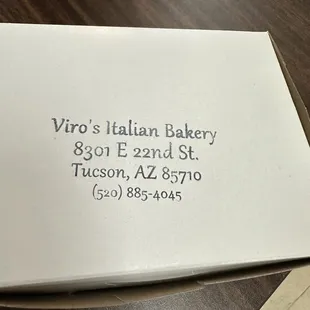 Viro's Italian Bakery
8301 E 22nd St.
Tucson, AZ 85710
(520) 885-4045